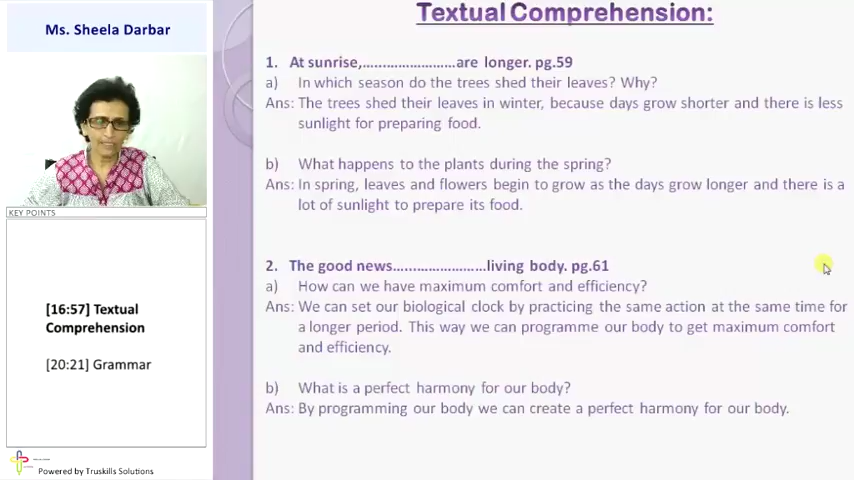 Ms. Sheela Darbar
KEY POINTS
[16:57] Textual
Comprehension
[20:21] Grammar
Powered by Truskills Solutions
Textual Comprehension:
1. At sunrise,……………………are longer. pg.59
a) In which season do the trees shed their leaves? Why?
Ans: The trees shed their leaves in winter, because days grow shorter and there is less
sunlight for preparing food.
b) What happens to the plants during the spring?
Ans: In spring, leaves and flowers begin to grow as the days grow longer and there is a
lot of sunlight to prepare its food.
2. The good news……………………living body. pg.61
a) How can we have maximum comfort and efficiency?
Ans: We can set our biological clock by practicing the same action at the same time for
a longer period. This way we can programme our body to get maximum comfort
and efficiency.
b) What is a perfect harmony for our body?
Ans: By programming our body we can create a perfect harmony for our body.